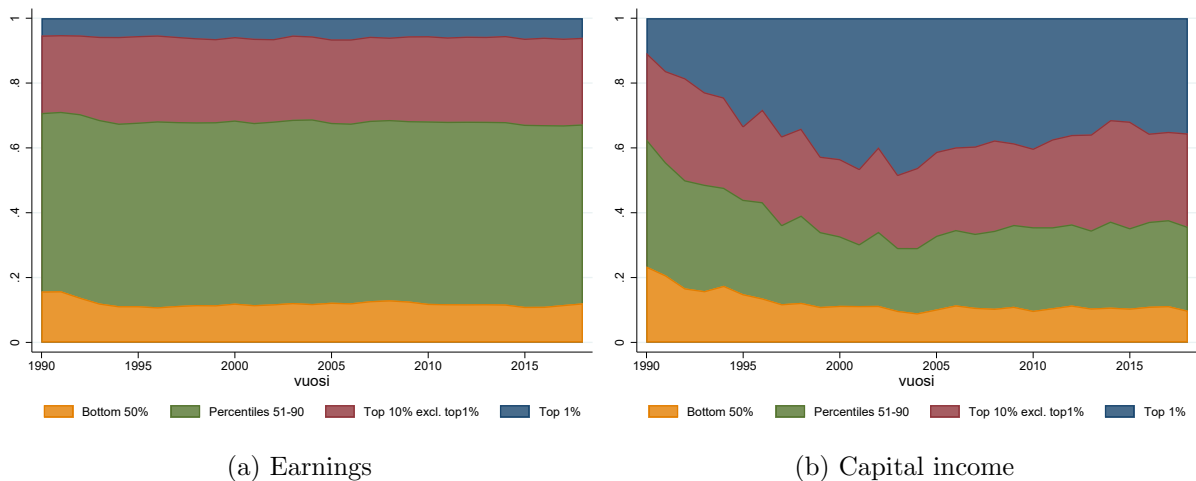 1
.8
.6
.4
.2
0
1990 1995 2000 2005 2010 2015
vuosi
Bottom 50% Percentiles 51-90 Top 10% excl. top1% Top 1%
(a) Earnings
1
.8
.6
.4
.2
0
1990 1995 2000 2005 2010 2015
vuosi
Bottom 50% Percentiles 51-90 Top 10% excl. top1% Top 1%
(b) Capital income